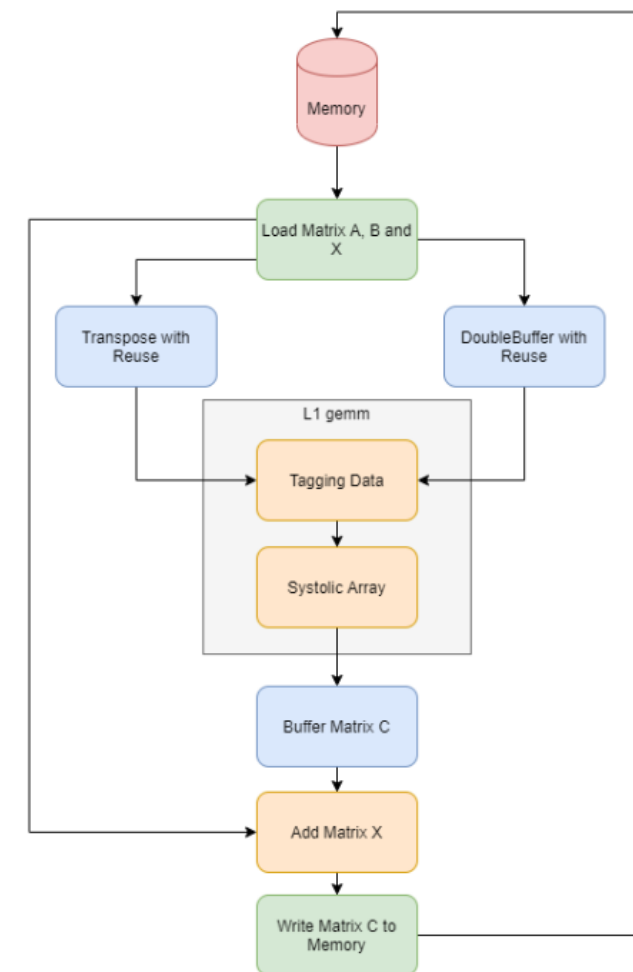 Memory
Load Matrix A, B and
X
Transpose with
Reuse
DoubleBuffer with
Reuse
L1 gemm
Tagging Data
Systolic Array
Buffer Matrix C
Add Matrix X
Write Matrix C to
Memory